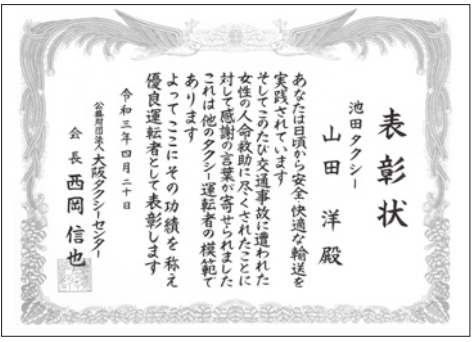 表彰状
池田タクシー
山田 洋 殿
あなたは日頃から安全・快適な輸送を
実践されています
そしてこのたび交通事故に遭われた
女性の人命救助に尽くされたことに
対して感謝の言葉が寄せられました
これは他のタクシー運転者の模範で
あります
よってここにその功績を称え
優良運転者として表彰します
令和三年四月二十日
公益財団法人大阪タクシーセンター
会長 西岡信也